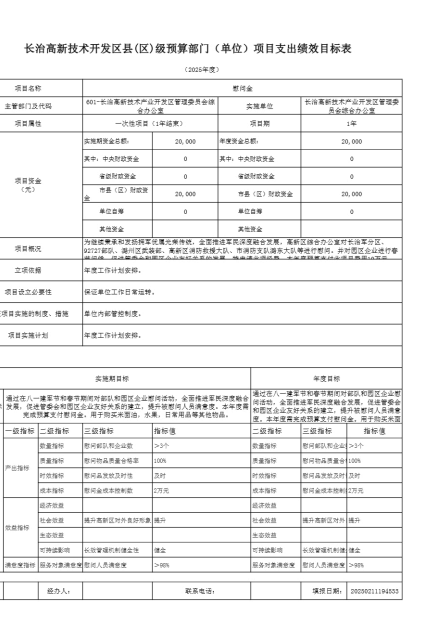 长治高新技术开发区县(区)级预算部门（单位）项目支出绩效目标表
（2025年度）
项目名称 慰问金
主管部门及代码 601-长治高新技术产业开发区管理委员会综合办公室 实施单位 长治高新技术产业开发区管理委员会综合办公室
项目属性 一次性项目（1年结束） 项目期 1年
项目资金（元） 实施期资金总额： 20,000 年度资金总额： 20,000
其中：中央财政资金 0 其中：中央财政资金 0
省级财政资金 0 省级财政资金 0
市县（区）财政资金 20,000 市县（区）财政资金 20,000
单位自筹 0 单位自筹 0
其他资金 其他资金
项目概况 为继续秉承和发扬拥军优属光荣传统，全面推进军民深度融合发展，高新区综合办公室对长治军分区、
92727部队、潞州区武装部、高新区消防救援大队、市消防支队湖东大队等进行慰问。并对园区企业进行春
立项依据 年度工作计划安排。
项目设立必要性 保证单位工作日常运转。
项目实施的制度、措施 单位内部管控制度。
项目实施计划 年度工作计划安排。
实施期目标 年度目标
通过在八一建军节和春节期间对部队和园区企业慰问活动，全面推进军民深度融合
发展，促进管委会和园区企业友好关系的建立，提升被慰问人员满意度。本年度需
完成预算支付慰问金。用于购买米面油，水果，日常用品等其他物品。
通过在八一建军节和春节期间对部队和园区企业慰
问活动，全面推进军民深度融合发展，促进管委会
和园区企业友好关系的建立，提升被慰问人员满意
度。本年度需完成预算支付慰问金。用于购买米面
一级指标 二级指标 三级指标 指标值 二级指标 三级指标 指标值
产出指标 数量指标 慰问部队和企业数 >3个 数量指标 慰问部队和企业 >3个
质量指标 慰问物品质量合格率 100% 质量指标 慰问物品质量合 100%
时效指标 慰问品发放及时性 及时 时效指标 慰问品发放及时 及时
成本指标 慰问金成本控制数 2万元 成本指标 慰问金成本控制 2万元
效益指标 经济效益 经济效益
社会效益 提升高新区对外良好形象 提升 社会效益 提升高新区对外 提升
生态效益 生态效益
可持续影响 长效管理机制健全性 健全 可持续影响 长效管理机制健 健全
满意度指标 服务对象满意度 慰问人员满意度 >98% 服务对象满意度 慰问人员满意度 >98%
经办人： 联系电话： 填报日期： 20250211194553